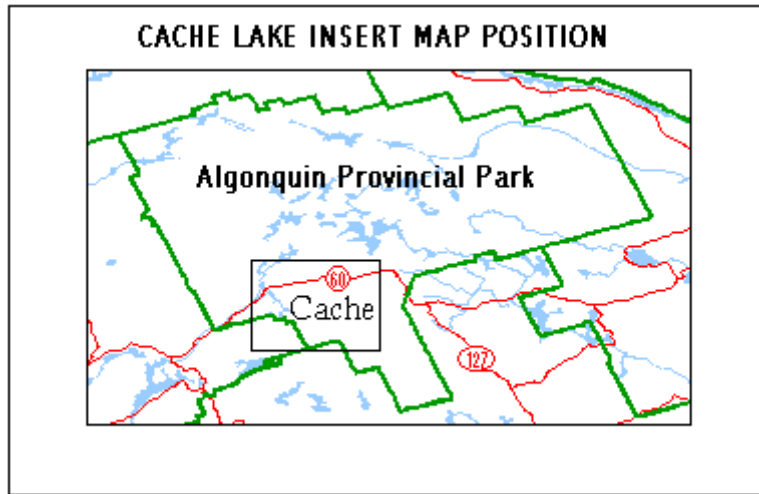 CACHE LAKE INSERT MAP POSITION
Algonquin Provincial Park
60
Cache
127